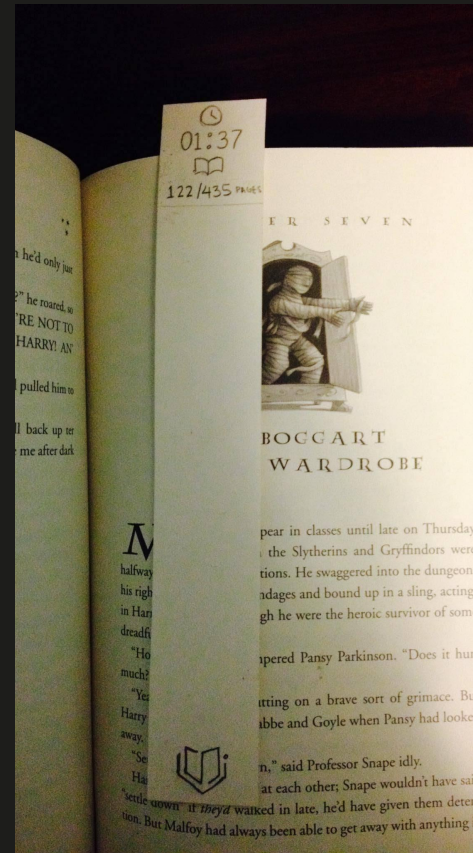 01:37
122/435 PAGES
he'd only just
?" he roared, so
'RE NOT TO
HARRY! AN'
pulled him to
ll back up ter
me after dark
ER SEVEN
BOGGART
WARDROBE
M pear in classes until late on Thursday
the Slytherins and Gryffindors were
halfway tions. He swaggered into the dungeon
his righ ndages and bound up in a sling, acting
in Harr gh he were the heroic survivor of som
dreadfu
"Ho mpered Pansy Parkinson. "Does it hur
much?
"Yea utting on a brave sort of grimace. Bu
Harry abbe and Goyle when Pansy had looke
away.
"Se n," said Professor Snape idly.
Ha at each other; Snape wouldn't have sai
"settle down" if they'd walked in late, he'd have given them deten
tion. But Malfoy had always been able to get away with anything